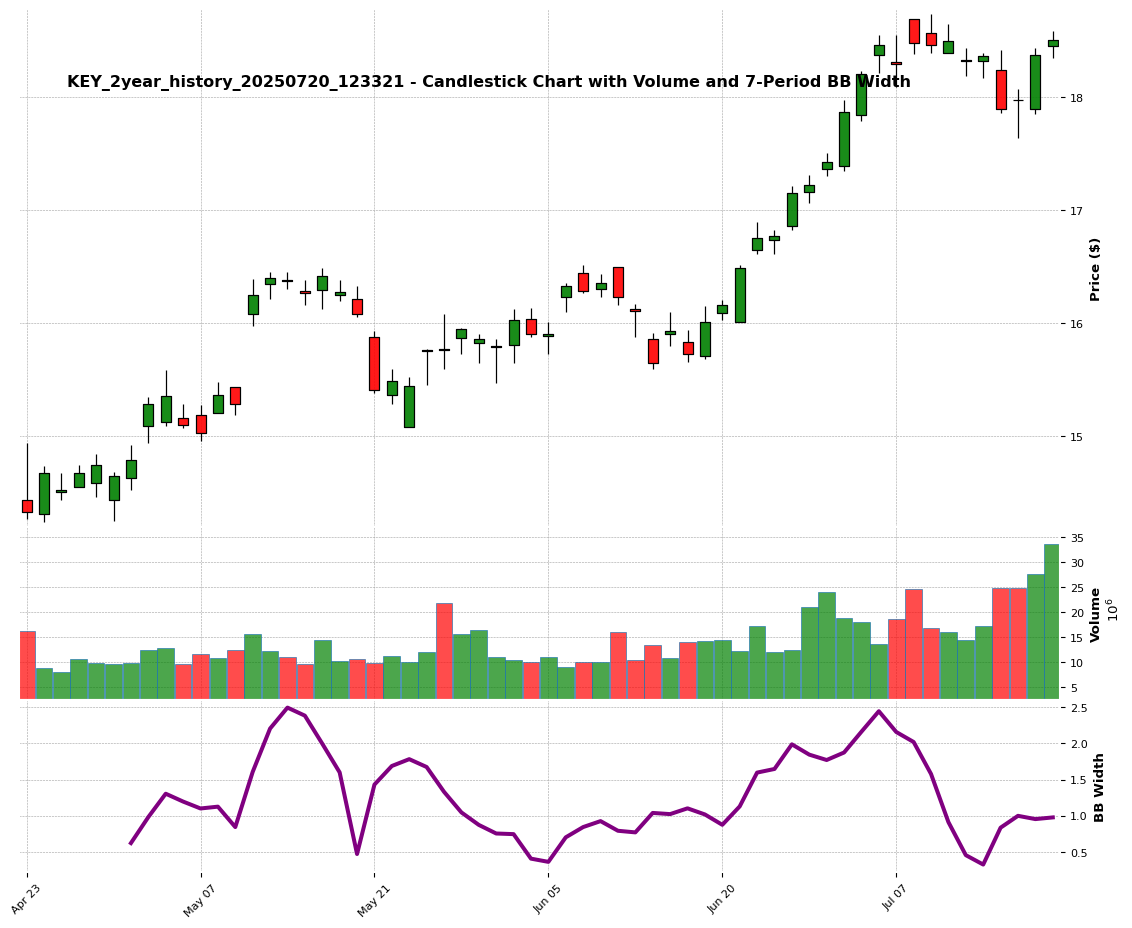 KEY_2year_history_20250720_123321 - Candlestick Chart with Volume and 7-Period BB Width
18
17
16
15
Price ($)
35
30
25
20
15
10
5
Volume
10^6
2.5
2.0
1.5
1.0
0.5
BB Width
Apr 23
May 07
May 21
Jun 05
Jun 20
Jul 07